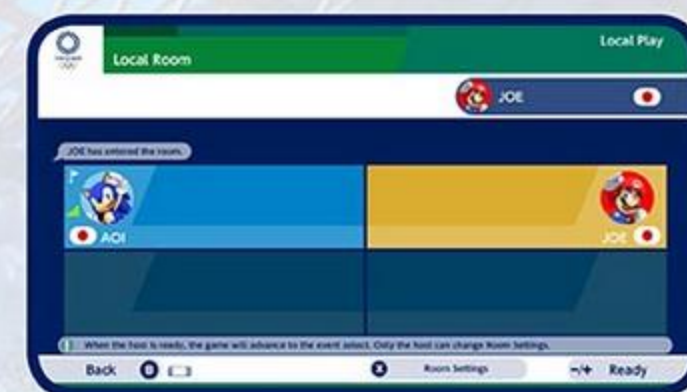 Local Room
Local Play
JOE
JOE has entered the room.
AOI
JOE
When the host is ready, the game will advance to the event select. Only the host can change Room Settings.
Back B X Room Settings -/+ Ready